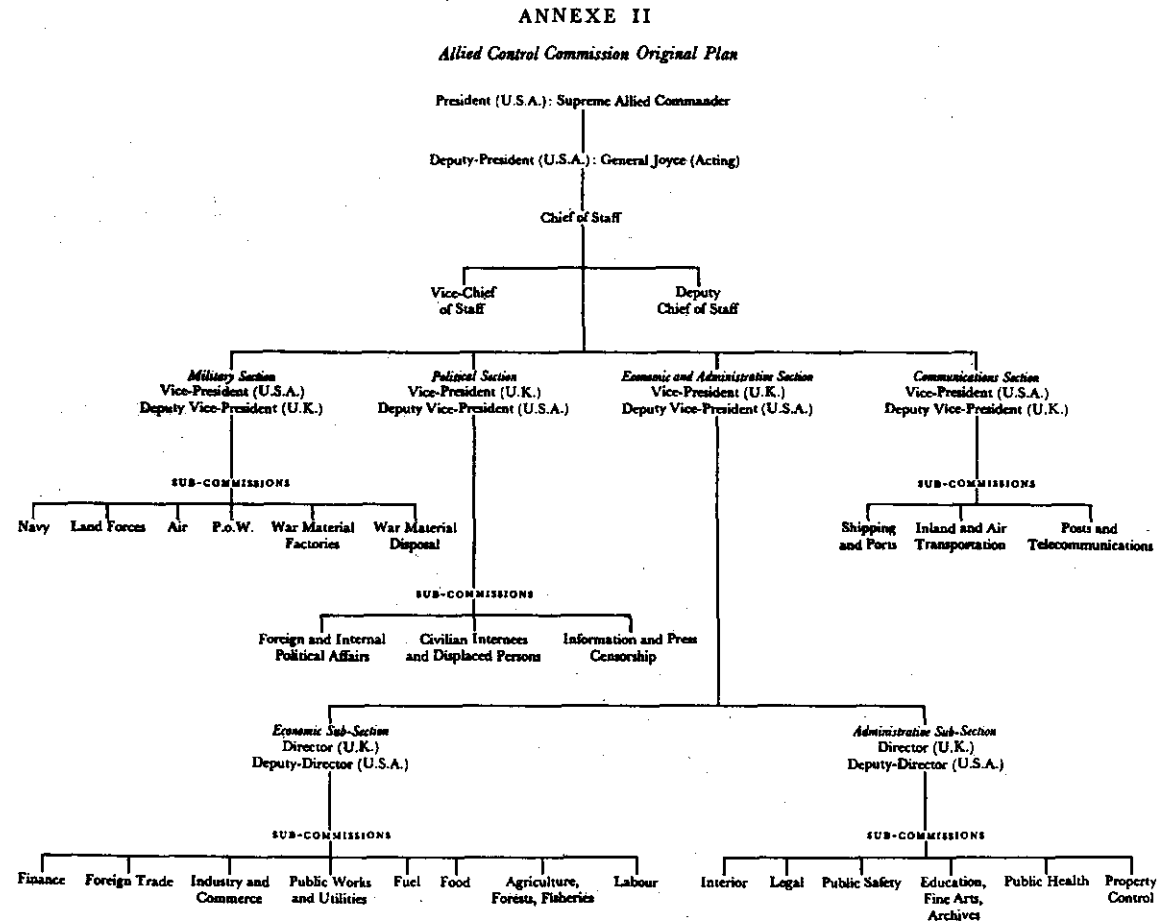 ANNEXE II
Allied Control Commission Original Plan
President (U.S.A.): Supreme Allied Commander
Deputy-President (U.S.A.): General Joyce (Acting)
Chief of Staff
Vice-Chief
of Staff
Deputy
Chief of Staff
Military Section
Vice-President (U.S.A.)
Deputy Vice-President (U.K.)
Political Section
Vice-President (U.K.)
Deputy Vice-President (U.S.A.)
Economic and Administrative Section
Vice-President (U.K.)
Deputy Vice-President (U.S.A.)
Communications Section
Vice-President (U.S.A.)
Deputy Vice-President (U.K.)
SUB-COMMISSIONS
Navy
Land Forces
Air
P.o.W.
War Material
Factories
War Material
Disposal
SUB-COMMISSIONS
Shipping
and Ports
Inland and Air
Transportation
Posts and
Telecommunications
SUB-COMMISSIONS
Foreign and Internal
Political Affairs
Civilian Internees
and Displaced Persons
Information and Press
Censorship
Economic Sub-Section
Director (U.K.)
Deputy-Director (U.S.A.)
Administrative Sub-Section
Director (U.K.)
Deputy-Director (U.S.A.)
SUB-COMMISSIONS
Finance
Foreign Trade
Industry and
Commerce
Public Works
and Utilities
Fuel
Food
Agriculture,
Forests, Fisheries
Labour
SUB-COMMISSIONS
Interior
Legal
Public Safety
Education,
Fine Arts,
Archives
Public Health
Property
Control